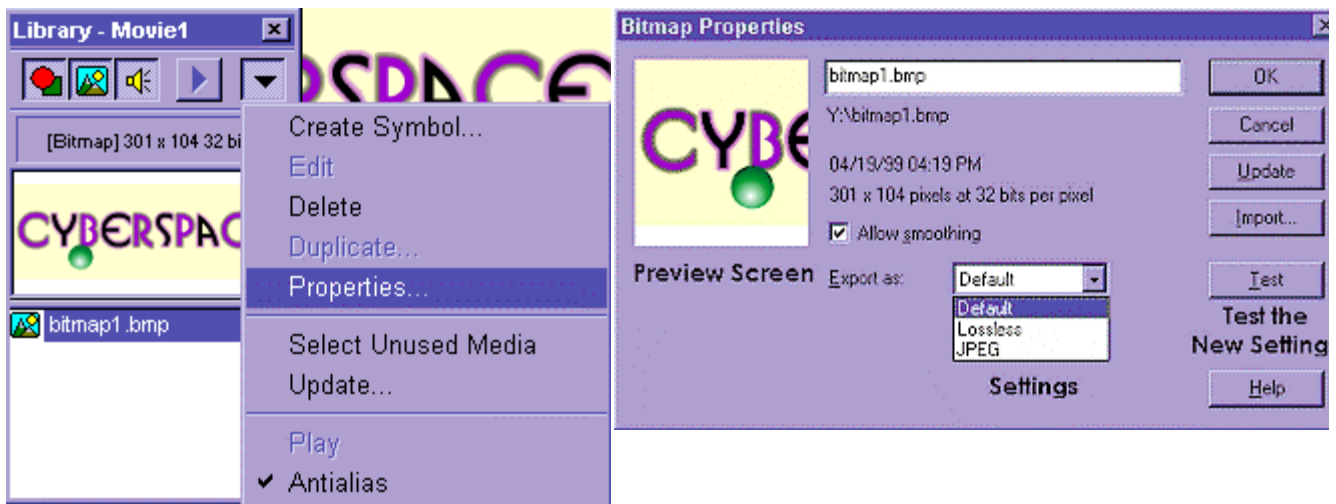 Library - Movie1
[Bitmap] 301 x 104 32 bi
CYBERSPAC
bitmap1.bmp
RSPACE
Create Symbol...
Edit
Delete
Duplicate...
Properties...
Select Unused Media
Update...
Play
Antialias
Bitmap Properties
CYBE
Preview Screen
bitmap1.bmp
Y:\bitmap1.bmp
04/19/99 04:19 PM
301 x 104 pixels at 32 bits per pixel
Allow smoothing
Export as:
Default
Default
Lossless
JPEG
Settings
OK
Cancel
Update
Import...
Test
Test the
New Setting
Help